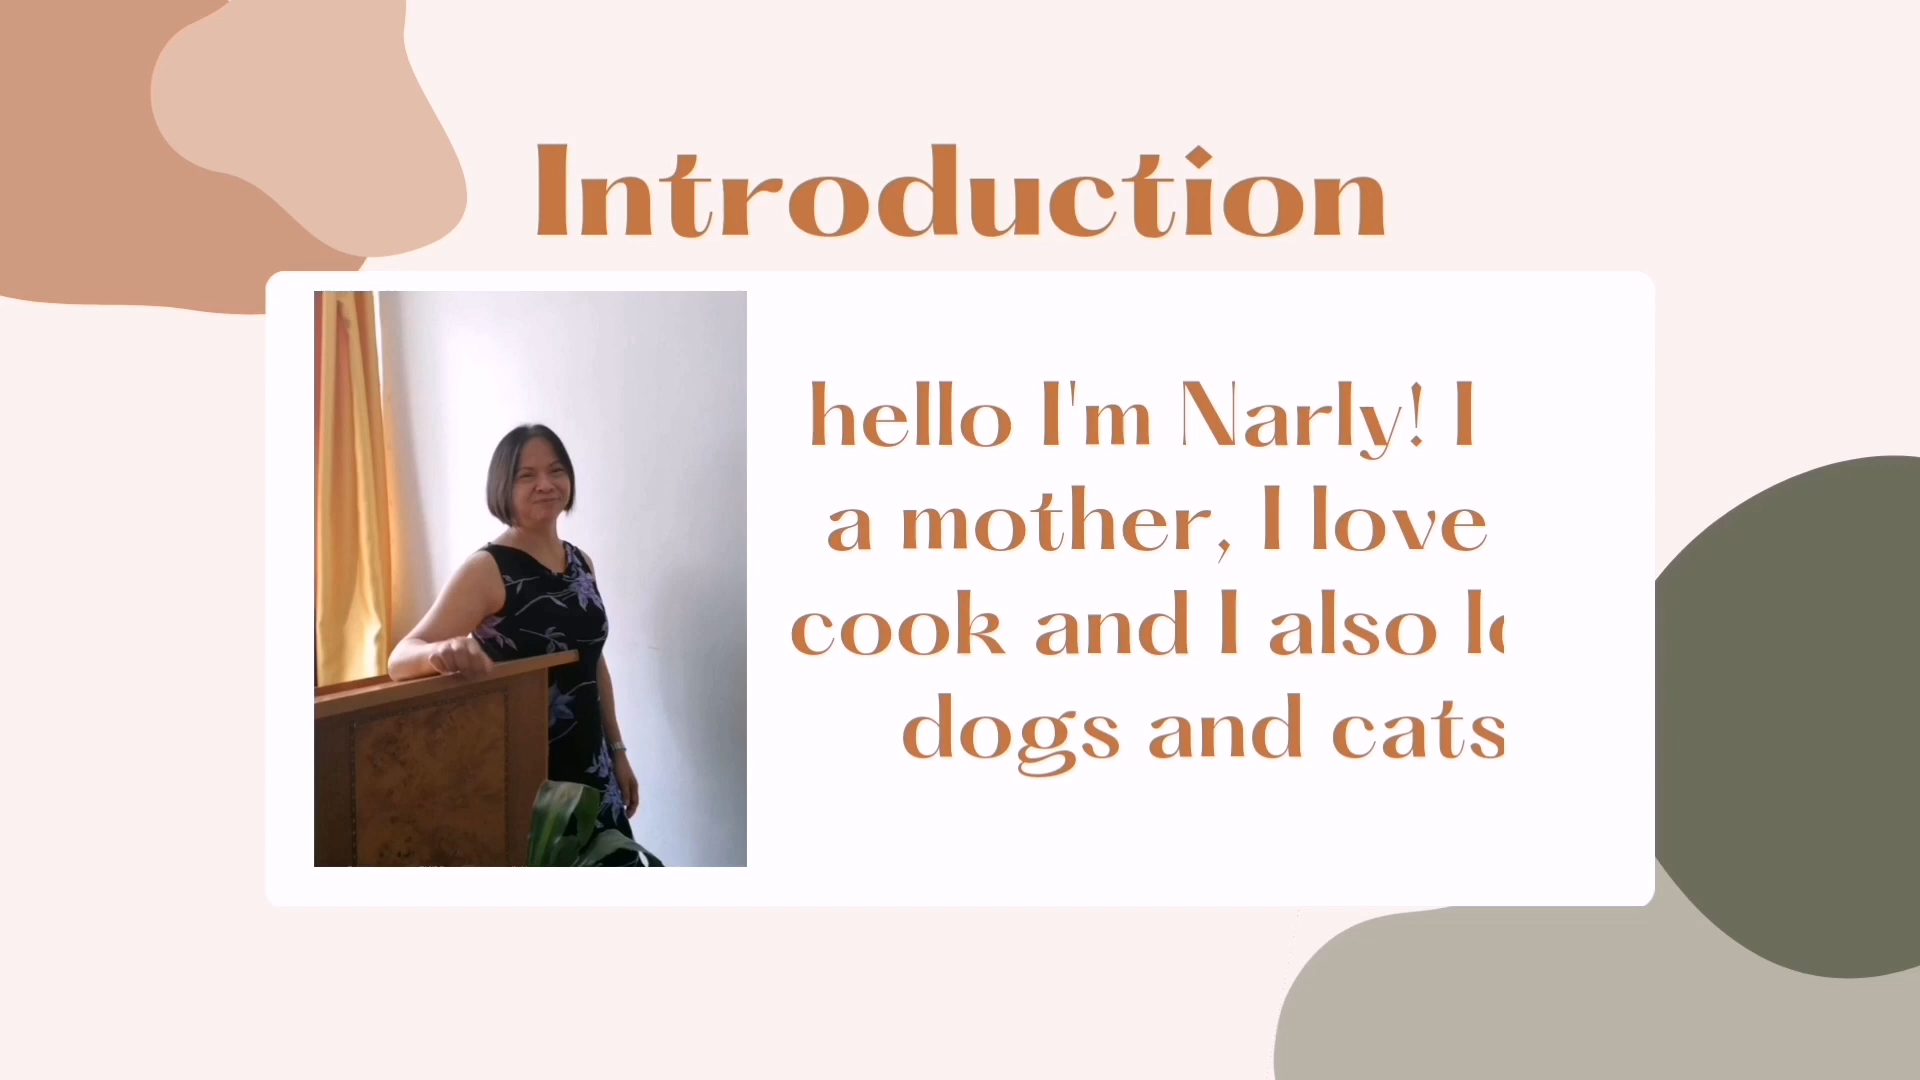 Introduction
hello I'm Narly! I
a mother, I love
cook and I also
dogs and cats